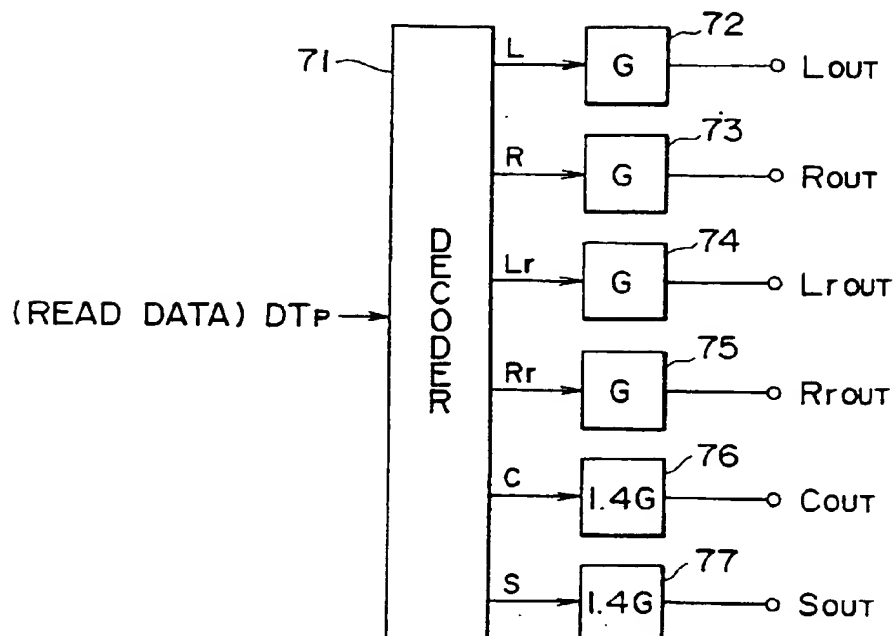 71
L
G
72
LOUT
R
G
73
ROUT
DECODER
Lr
G
74
LrOUT
(READ DATA) DTP
Rr
G
75
RrOUT
C
1.4G
76
COUT
S
1.4G
77
SOUT